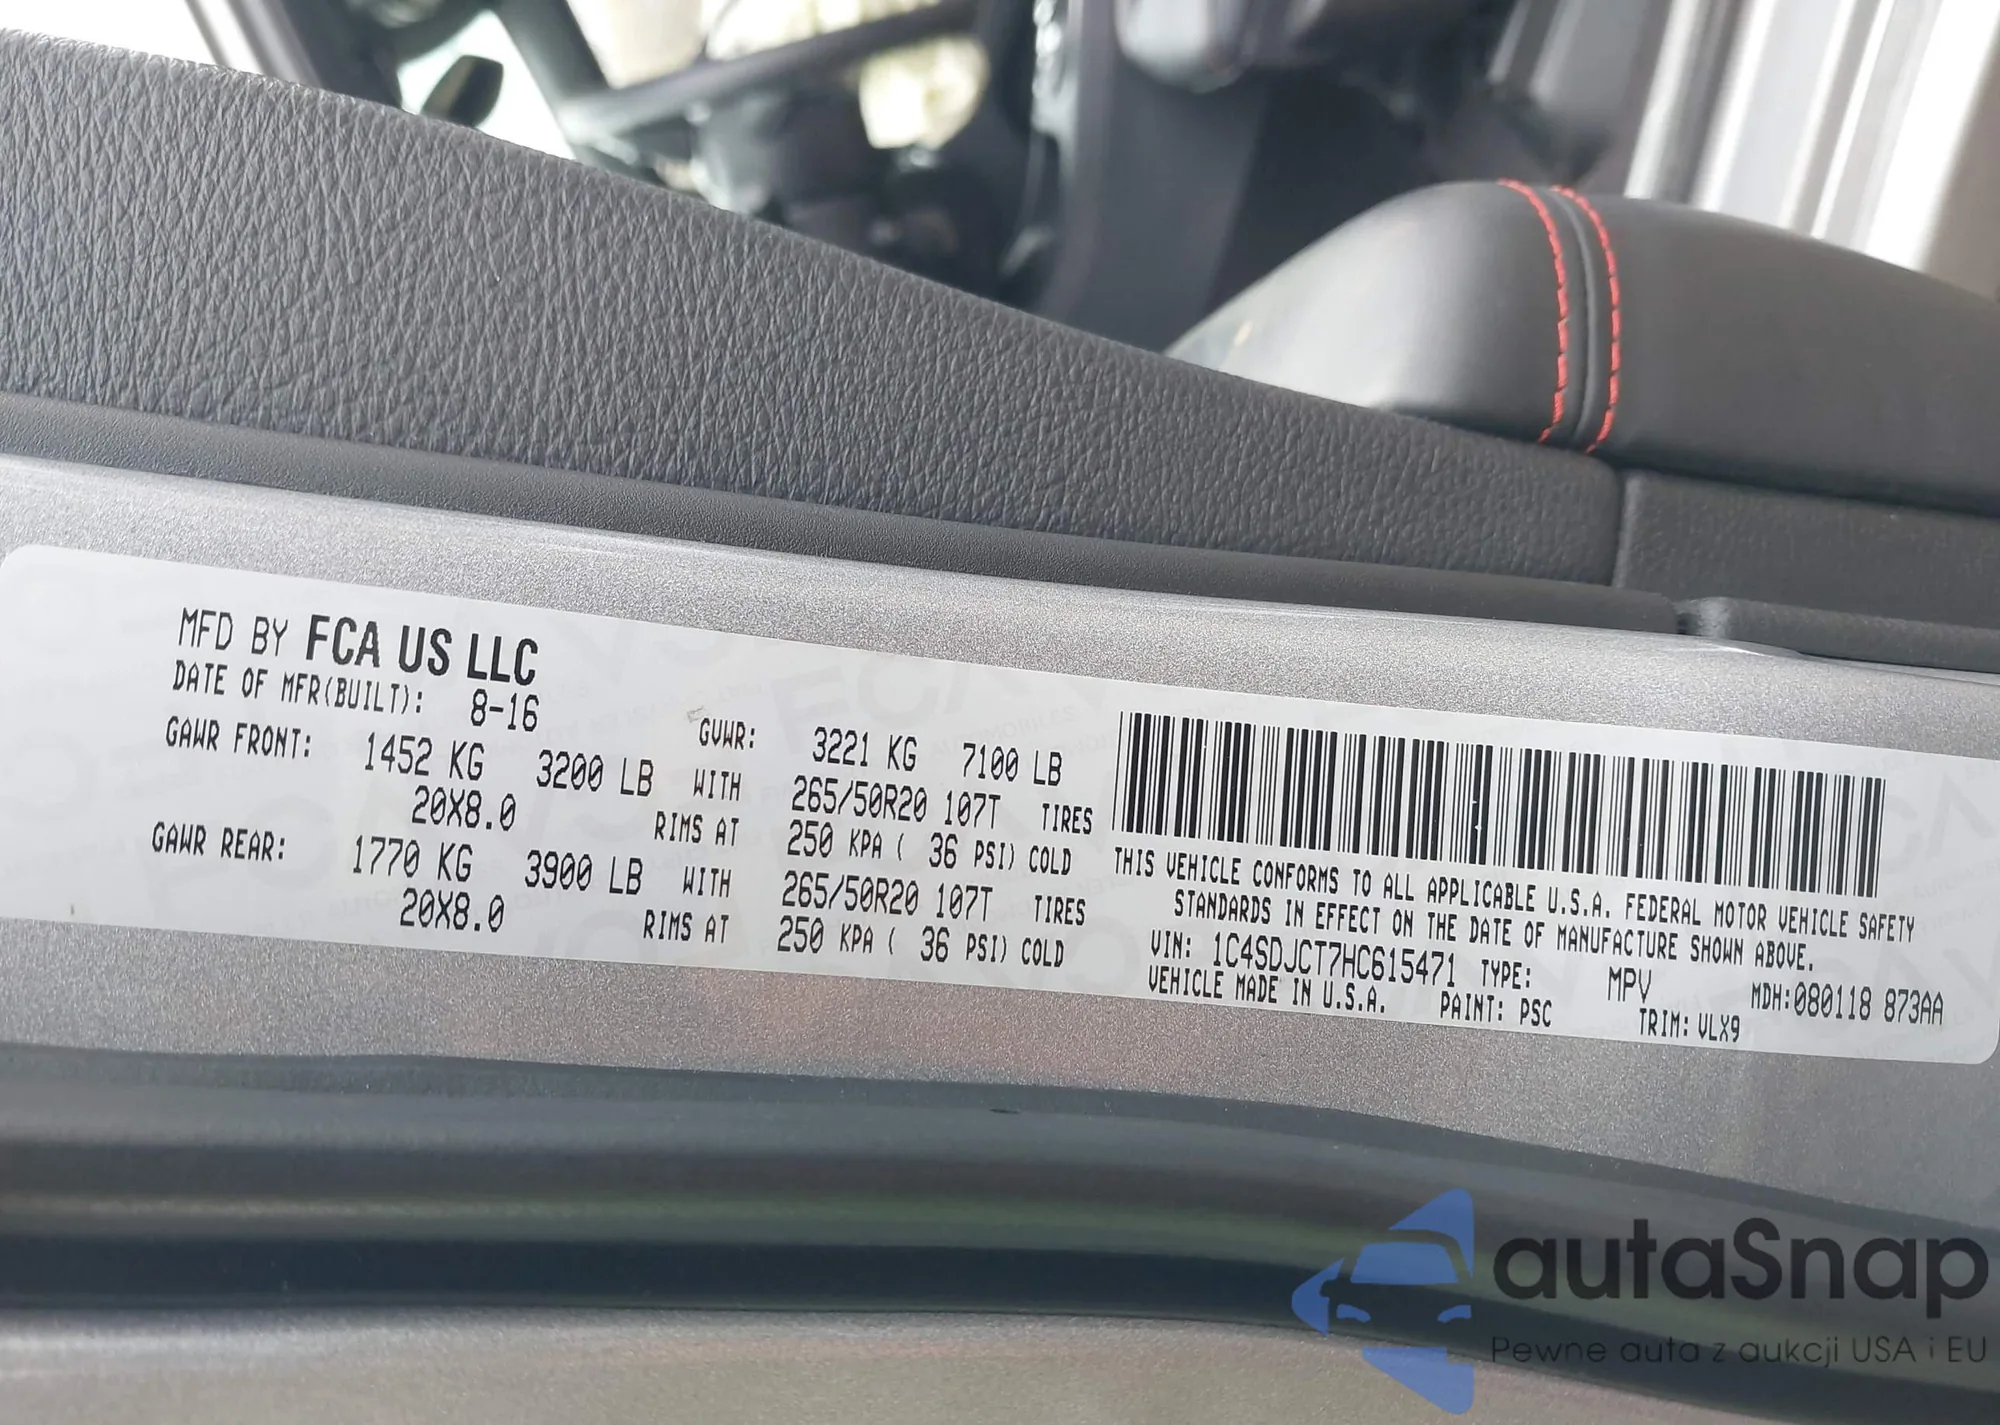 MFD BY FCA US LLC
DATE OF MFR(BUILT): 8-16 GVWR: 3221 KG 7100 LB
GAWR FRONT: 1452 KG 3200 LB WITH 265/50R20 107T TIRES
20X8.0 RIMS AT 250 KPA ( 36 PSI) COLD
GAWR REAR: 1770 KG 3900 LB WITH 265/50R20 107T TIRES
20X8.0 RIMS AT 250 KPA ( 36 PSI) COLD
THIS VEHICLE CONFORMS TO ALL APPLICABLE U.S.A. FEDERAL MOTOR VEHICLE SAFETY
STANDARDS IN EFFECT ON THE DATE OF MANUFACTURE SHOWN ABOVE.
VIN: 1C4SDJCT7HC615471 TYPE: MPV MDH:080118 873AA
VEHICLE MADE IN U.S.A. PAINT: PSC TRIM: VLX9
autaSnap
Pewne auta z aukcji USA i EU